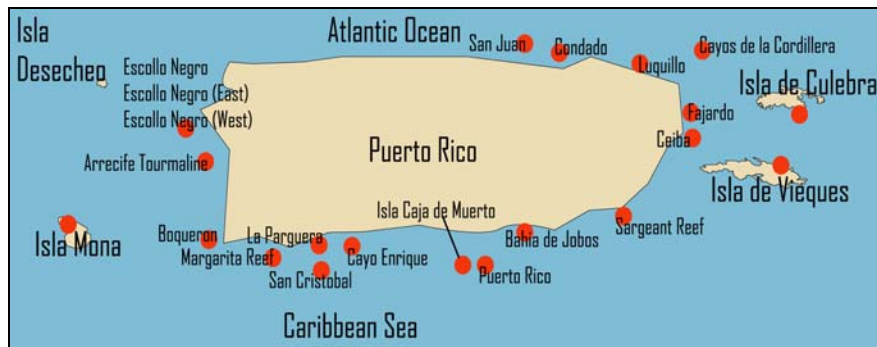 Isla
Desecheo
Atlantic Ocean
San Juan
Condado
Luquillo
Cayos de la Cordillera
Isla de Culebra
Escollo Negro
Escollo Negro (East)
Escollo Negro (West)
Fajardo
Ceiba
Arrecife Tourmaline
Puerto Rico
Isla de Vieques
Isla Caja de Muerto
Sargeant Reef
Isla Mona
Boqueron
La Parguera
Bahia de Jobos
Margarita Reef
Cayo Enrique
San Cristobal
Puerto Rico
Caribbean Sea